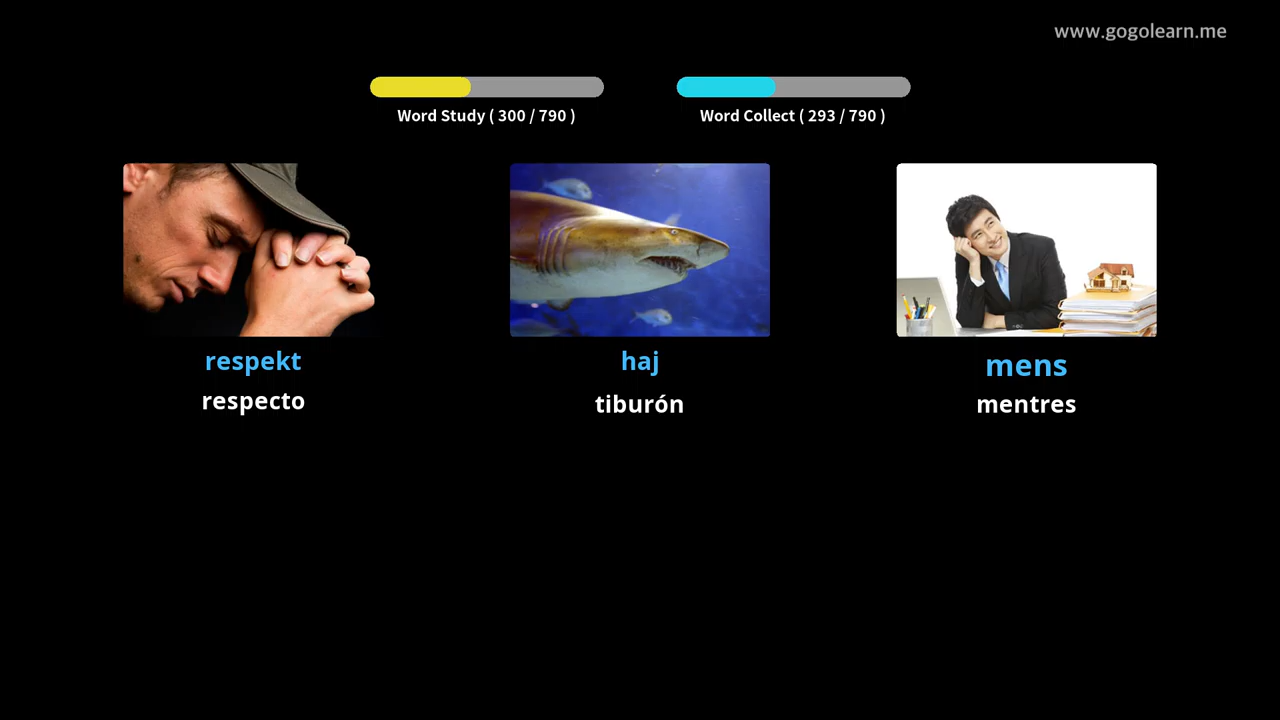 www.gogolearn.me
Word Study ( 300 / 790 )
Word Collect ( 293 / 790 )
respekt
respecto
haj
tiburón
mens
mentres